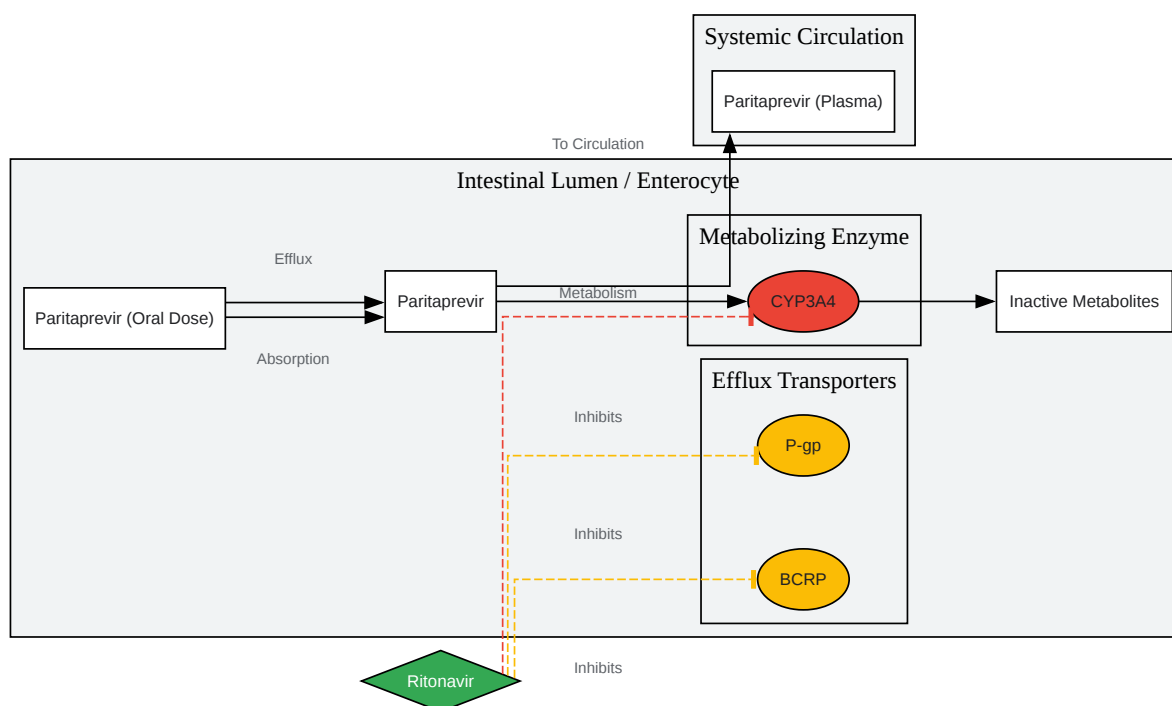 Systemic Circulation
Paritaprevir (Plasma)
To Circulation
Intestinal Lumen / Enterocyte
Metabolizing Enzyme
Efflux
Paritaprevir (Oral Dose)
Paritaprevir
Metabolism
CYP3A4
Inactive Metabolites
Absorption
Efflux Transporters
Inhibits
P-gp
Inhibits
BCRP
Inhibits
Ritonavir